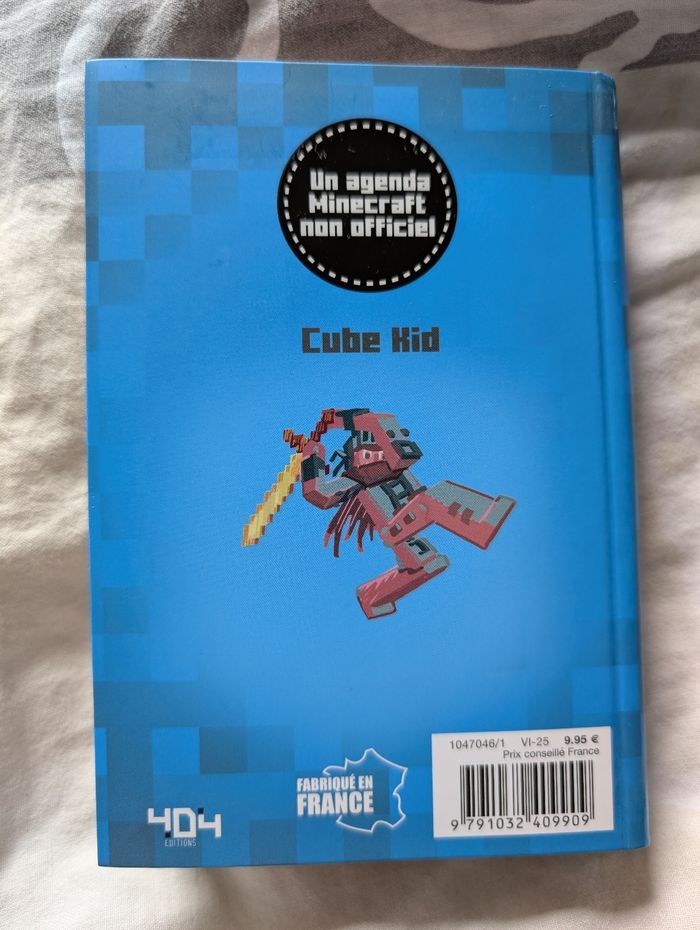 Un agenda
Minecraft
non officiel
Cube Kid
1047046/1 VI-25 9.95 €
Prix conseillé France
FABRIQUÉ EN
FRANCE
404
EDITIONS
9 791032 409909